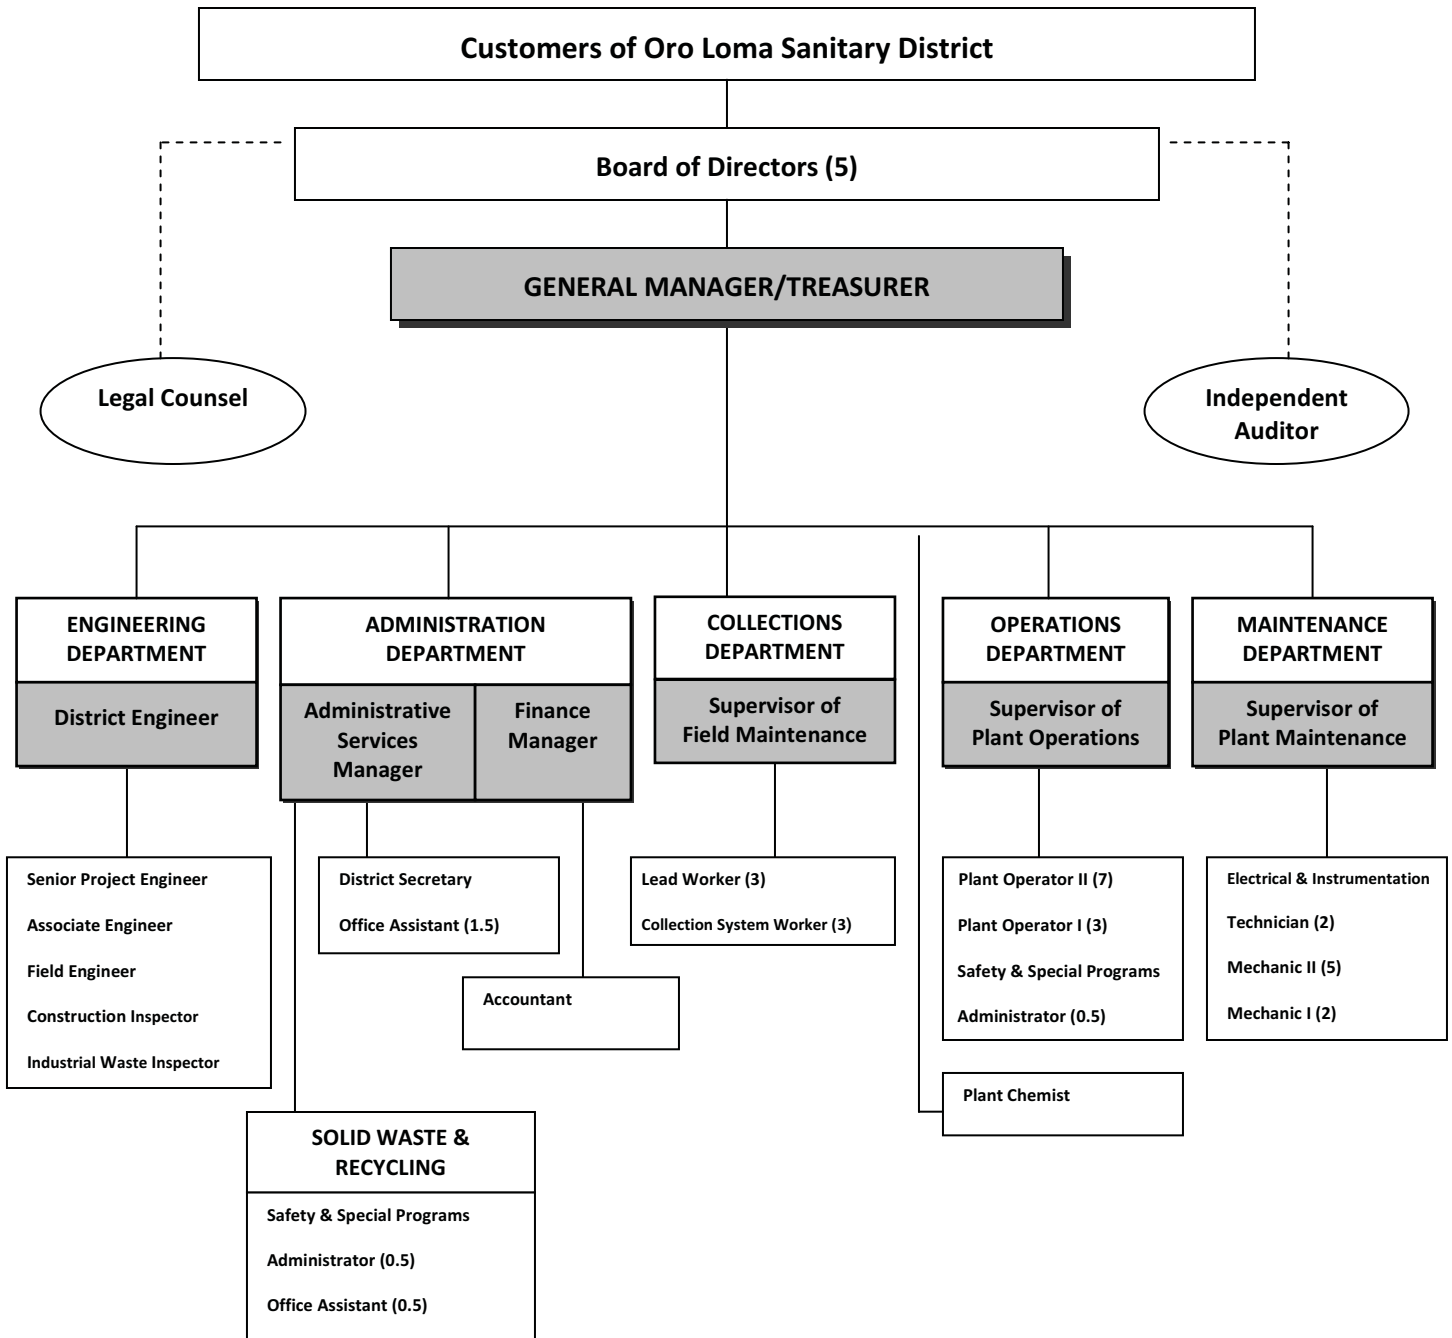 Customers of Oro Loma Sanitary District
Board of Directors (5)
GENERAL MANAGER/TREASURER
Legal Counsel
Independent
Auditor
ENGINEERING
DEPARTMENT
District Engineer
Senior Project Engineer
Associate Engineer
Field Engineer
Construction Inspector
Industrial Waste Inspector
ADMINISTRATION
DEPARTMENT
Administrative
Services
Manager
Finance
Manager
District Secretary
Office Assistant (1.5)
Accountant
SOLID WASTE &
RECYCLING
Safety & Special Programs
Administrator (0.5)
Office Assistant (0.5)
COLLECTIONS
DEPARTMENT
Supervisor of
Field Maintenance
Lead Worker (3)
Collection System Worker (3)
OPERATIONS
DEPARTMENT
Supervisor of
Plant Operations
Plant Operator II (7)
Plant Operator I (3)
Safety & Special Programs
Administrator (0.5)
Plant Chemist
MAINTENANCE
DEPARTMENT
Supervisor of
Plant Maintenance
Electrical & Instrumentation
Technician (2)
Mechanic II (5)
Mechanic I (2)